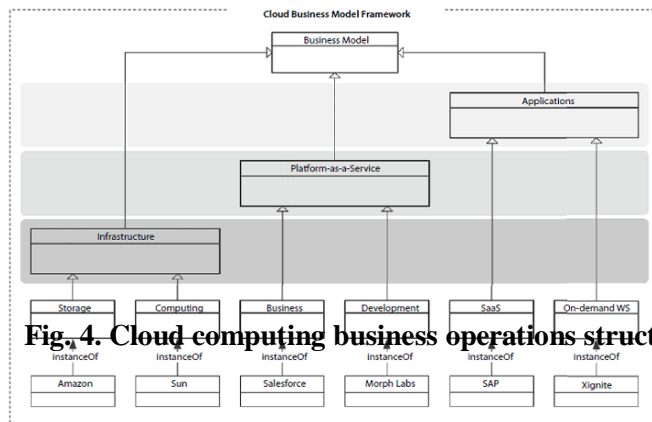 Cloud Business Model Framework
Business Model
Applications
Platform-as-a-Service
Infrastructure
Storage Computing Business Development SaaS On-demand WS
Fig. 4. Cloud computing business operations struct
instanceOf instanceOf instanceOf instanceOf instanceOf instanceOf
Amazon Sun Salesforce Morph Labs SAP Xignite